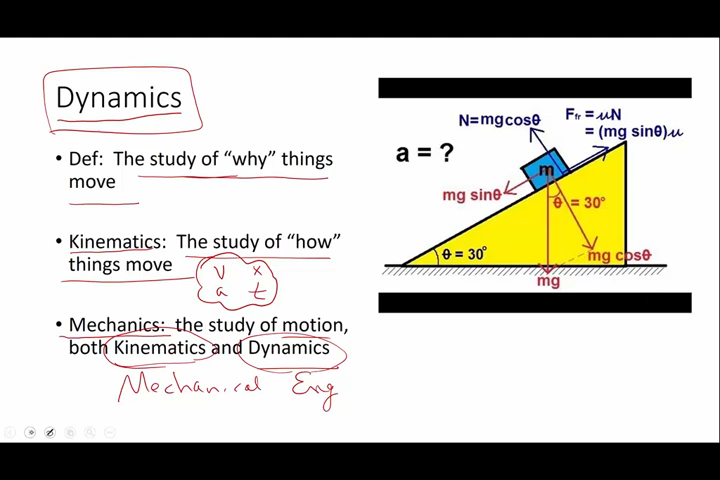 Dynamics
• Def: The study of “why” things
move
• Kinematics: The study of “how”
things move
v x
a t
• Mechanics: the study of motion,
both Kinematics and Dynamics
Mechanical Eng
N=mgcosθ
F_fr = μN
= (mg sinθ)μ
a = ?
m
mg sinθ
θ = 30°
θ = 30°
mg cosθ
mg